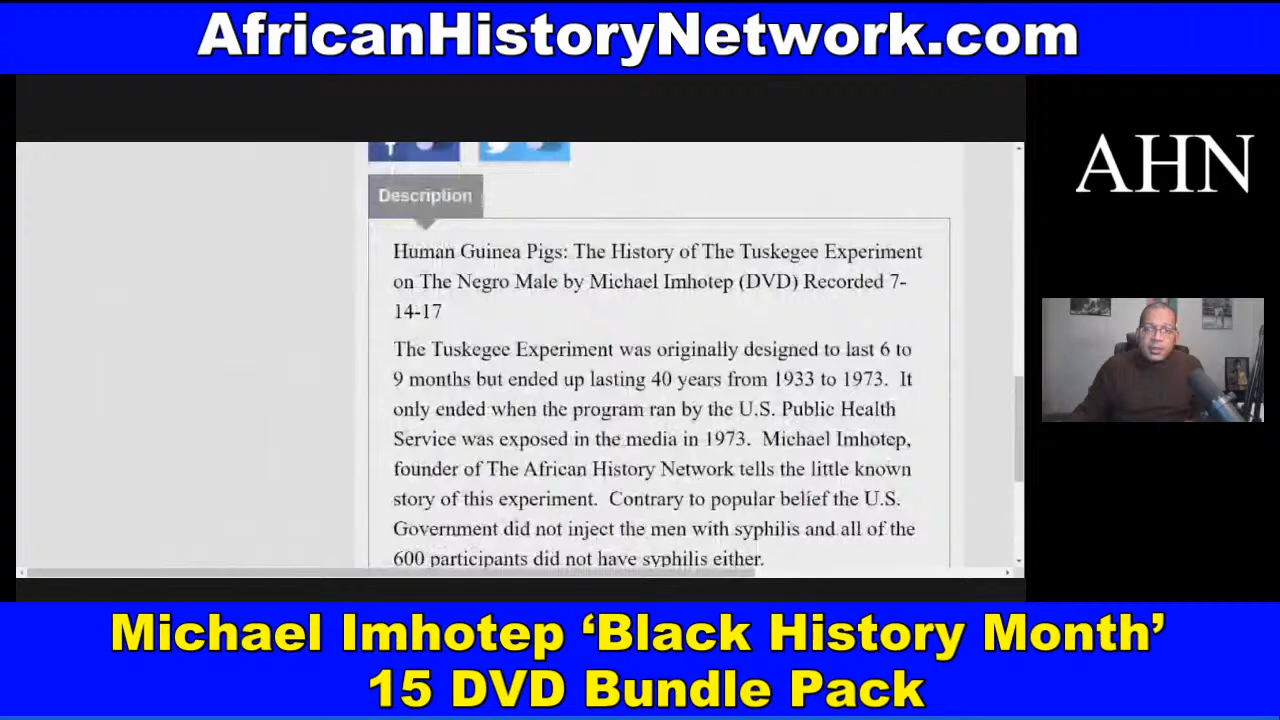 AfricanHistoryNetwork.com
AHN
Description
Human Guinea Pigs: The History of The Tuskegee Experiment
on The Negro Male by Michael Imhotep (DVD) Recorded 7-
14-17
The Tuskegee Experiment was originally designed to last 6 to
9 months but ended up lasting 40 years from 1933 to 1973.  It
only ended when the program ran by the U.S. Public Health
Service was exposed in the media in 1973.  Michael Imhotep,
founder of The African History Network tells the little known
story of this experiment.  Contrary to popular belief the U.S.
Government did not inject the men with syphilis and all of the
600 participants did not have syphilis either.
Michael Imhotep ‘Black History Month’
15 DVD Bundle Pack